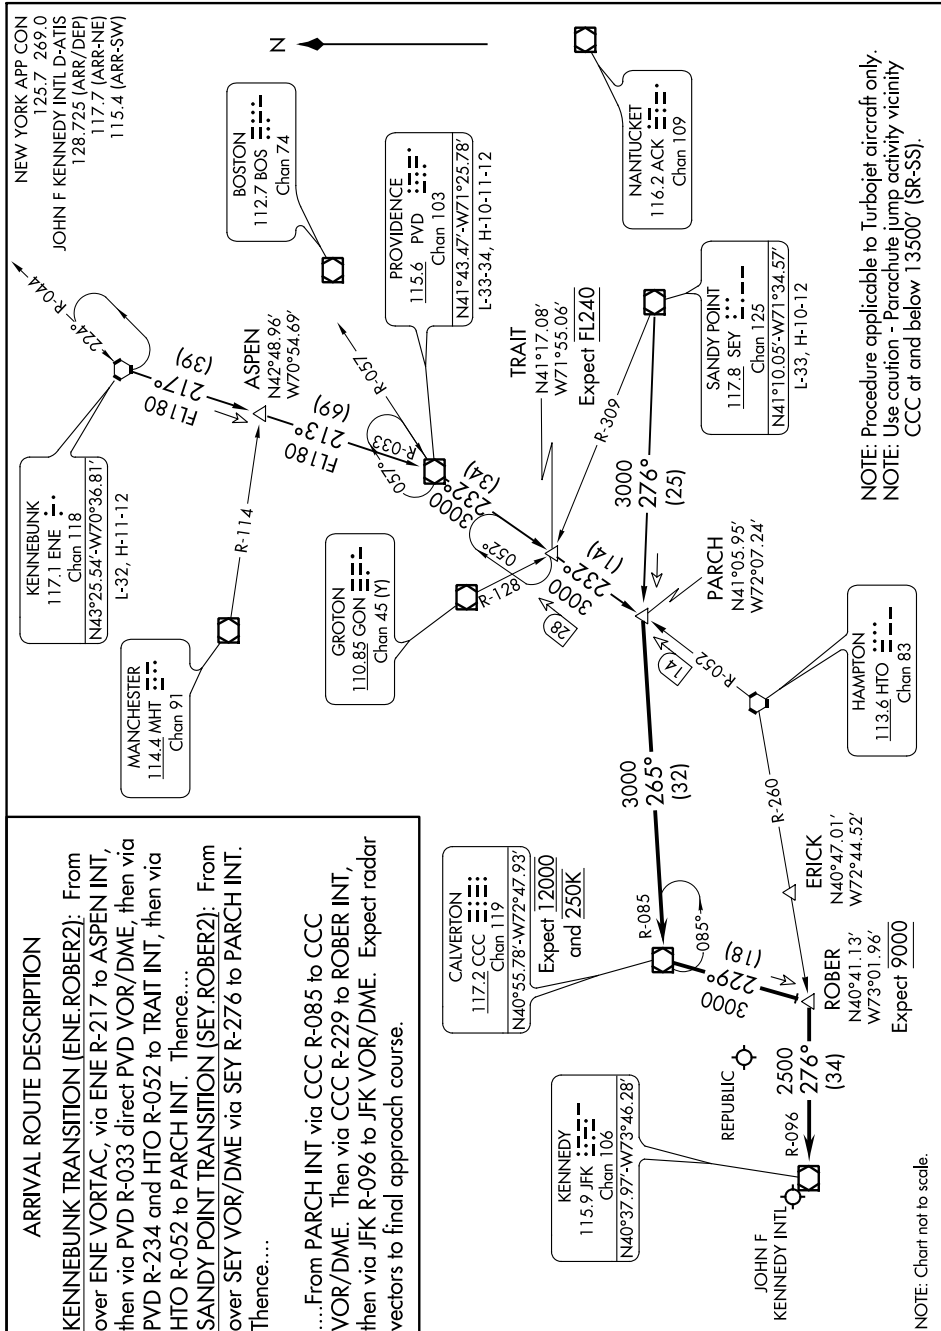 NEW YORK APP CON
125.7 269.0
JOHN F KENNEDY INTL D-ATIS
128.725 (ARR/DEP)
117.7 (ARR-NE)
115.4 (ARR-SW)
ARRIVAL ROUTE DESCRIPTION
KENNEBUNK TRANSITION (ENE.ROBER2): From
over ENE VORTAC, via ENE R-217 to ASPEN INT,
then via PVD R-033 direct PVD VOR/DME, then via
PVD R-234 and HTO R-052 to TRAIT INT, then via
HTO R-052 to PARCH INT. Thence....
SANDY POINT TRANSITION (SEY.ROBER2): From
over SEY VOR/DME via SEY R-276 to PARCH INT.
Thence....
....From PARCH INT via CCC R-085 to CCC
VOR/DME. Then via CCC R-229 to ROBER INT,
then via JFK R-096 to JFK VOR/DME. Expect radar
vectors to final approach course.
MANCHESTER
114.4 MHT
Chan 91
R-114
KENNEBUNK
117.1 ENE
Chan 118
N43°25.54'-W70°36.81'
L-32, H-11-12
R-044
224°
FL180
217°
(39)
ASPEN
N42°48.96'
W70°54.69'
FL180
213°
(69)
BOSTON
112.7 BOS
Chan 74
N
R-057
R-033
057°
PROVIDENCE
115.6 PVD
Chan 103
N41°43.47'-W71°25.78'
L-33-34, H-10-11-12
3000
232°
(34)
GROTON
110.85 GON
Chan 45 (Y)
R-128
052°
TRAIT
N41°17.08'
W71°55.06'
Expect FL240
NANTUCKET
116.2 ACK
Chan 109
R-309
3000
232°
(14)
28
14
SANDY POINT
117.8 SEY
Chan 125
N41°10.05'-W71°34.57'
L-33, H-10-12
3000
276°
(25)
PARCH
N41°05.95'
W72°07.24'
R-052
HAMPTON
113.6 HTO
Chan 83
R-260
3000
265°
(32)
CALVERTON
117.2 CCC
Chan 119
N40°55.78'-W72°47.93'
Expect 12000
and 250K
R-085
085°
3000
229°
(18)
ERICK
N40°47.01'
W72°44.52'
ROBER
N40°41.13'
W73°01.96'
Expect 9000
REPUBLIC
2500
276°
(34)
R-096
KENNEDY
115.9 JFK
Chan 106
N40°37.97'-W73°46.28'
JOHN F
KENNEDY INTL
NOTE: Procedure applicable to Turbojet aircraft only.
NOTE: Use caution - Parachute jump activity vicinity
CCC at and below 13500' (SR-SS).
NOTE: Chart not to scale.